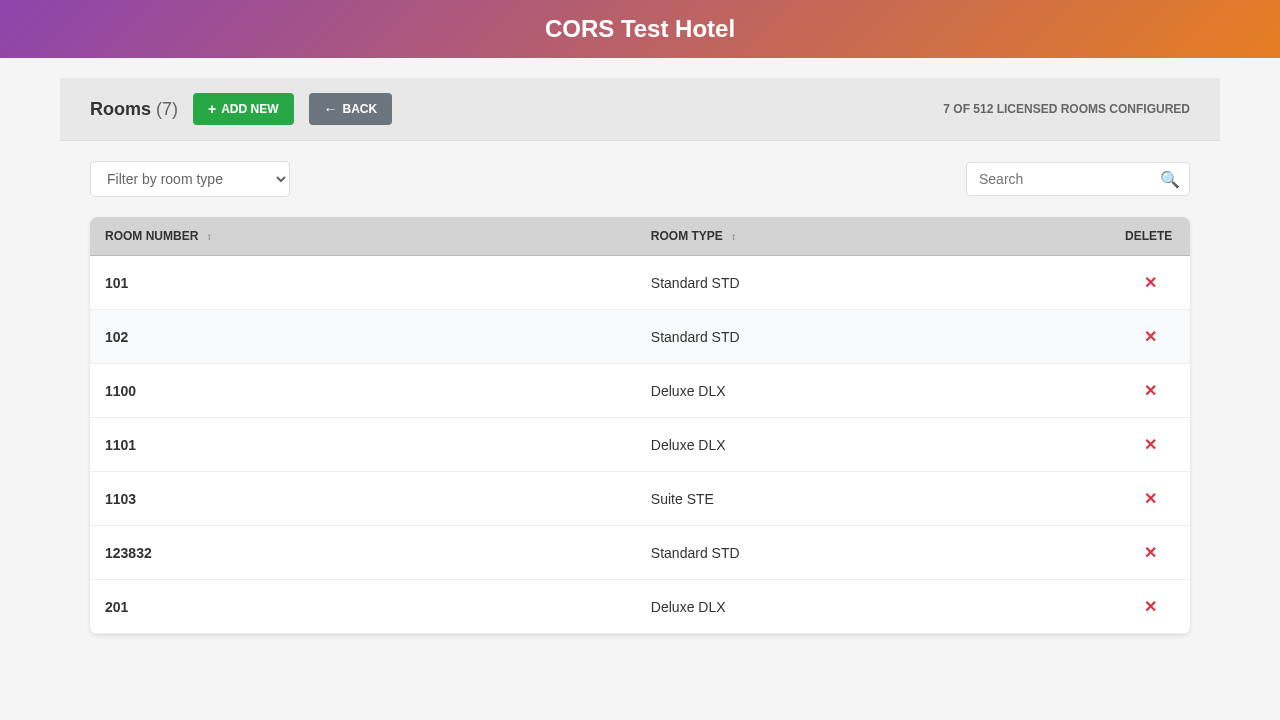 CORS Test Hotel
Rooms (7) + ADD NEW ← BACK 7 OF 512 LICENSED ROOMS CONFIGURED
Filter by room type Search
ROOM NUMBER ↕ ROOM TYPE ↕ DELETE
101 Standard STD ✕
102 Standard STD ✕
1100 Deluxe DLX ✕
1101 Deluxe DLX ✕
1103 Suite STE ✕
123832 Standard STD ✕
201 Deluxe DLX ✕